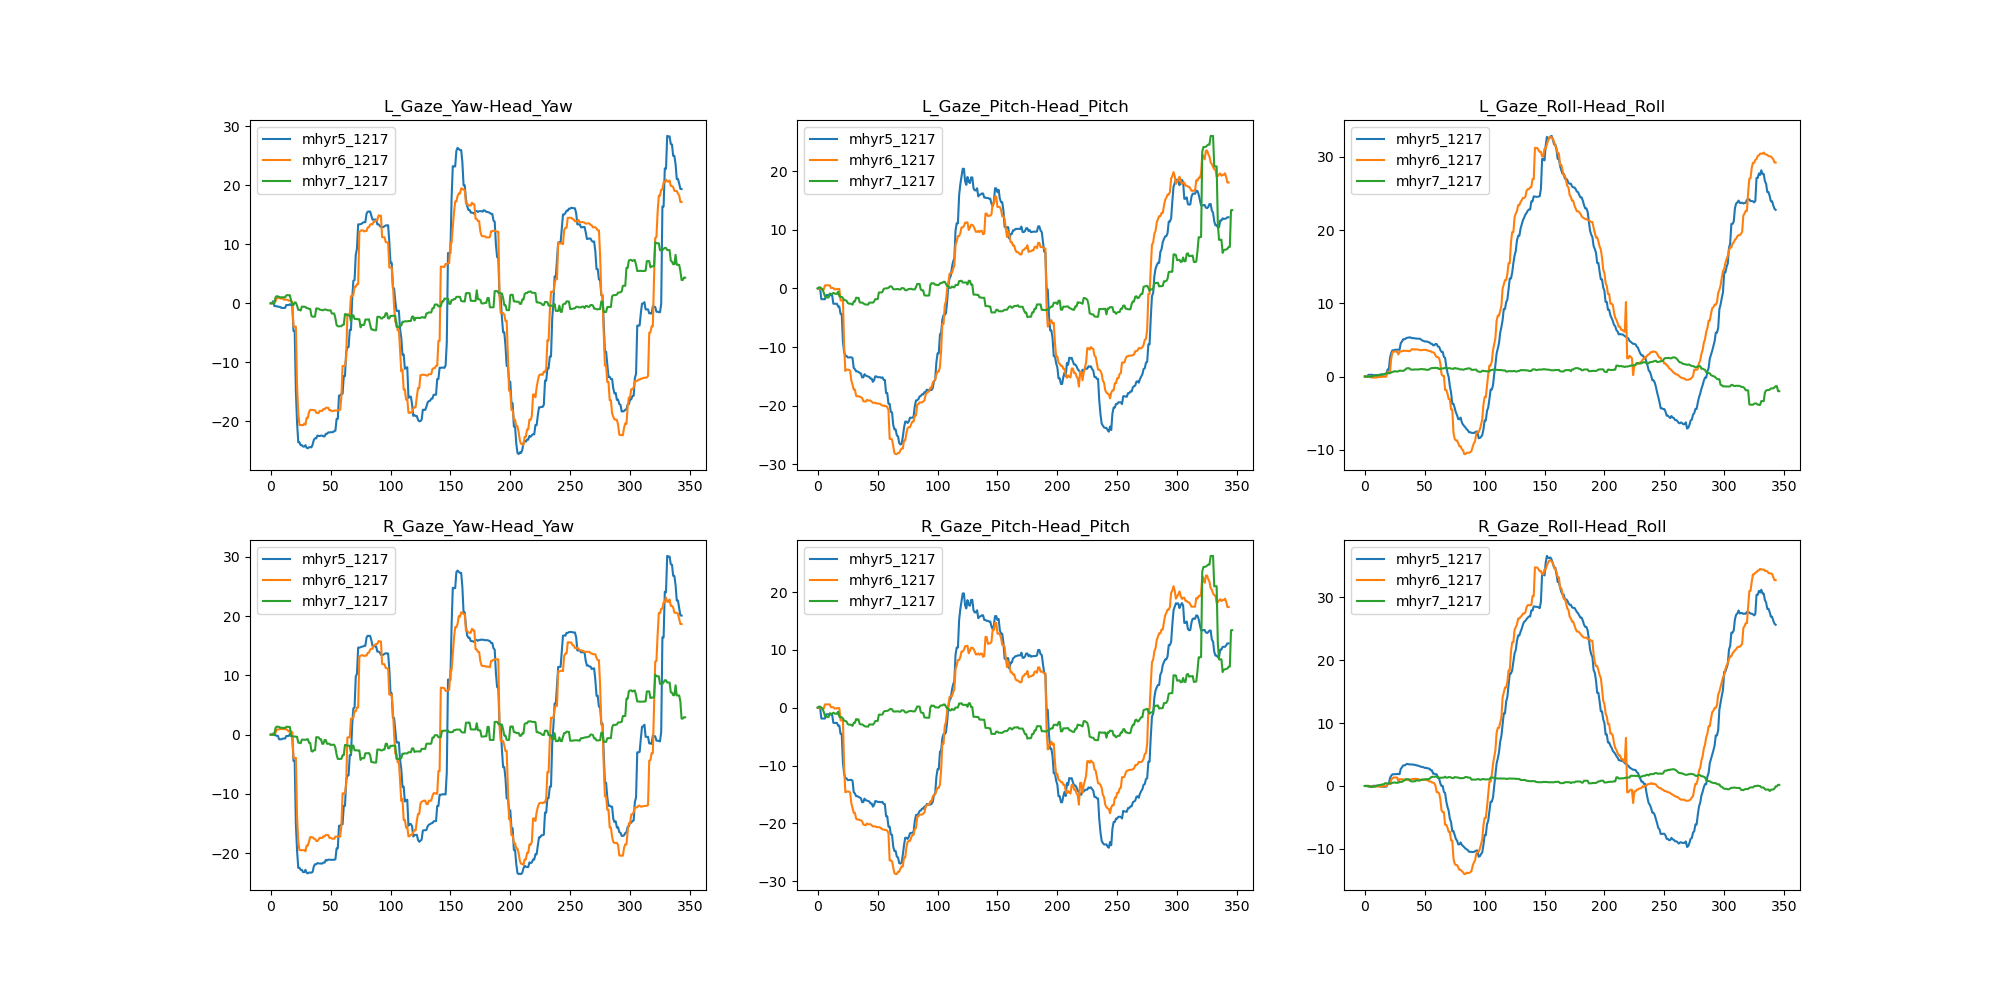 L_Gaze_Yaw-Head_Yaw
mhyr5_1217
mhyr6_1217
mhyr7_1217
30
20
10
0
−10
−20
0 50 100 150 200 250 300 350
L_Gaze_Pitch-Head_Pitch
mhyr5_1217
mhyr6_1217
mhyr7_1217
20
10
0
−10
−20
−30
0 50 100 150 200 250 300 350
L_Gaze_Roll-Head_Roll
mhyr5_1217
mhyr6_1217
mhyr7_1217
30
20
10
0
−10
0 50 100 150 200 250 300 350
R_Gaze_Yaw-Head_Yaw
mhyr5_1217
mhyr6_1217
mhyr7_1217
30
20
10
0
−10
−20
0 50 100 150 200 250 300 350
R_Gaze_Pitch-Head_Pitch
mhyr5_1217
mhyr6_1217
mhyr7_1217
20
10
0
−10
−20
−30
0 50 100 150 200 250 300 350
R_Gaze_Roll-Head_Roll
mhyr5_1217
mhyr6_1217
mhyr7_1217
30
20
10
0
−10
0 50 100 150 200 250 300 350